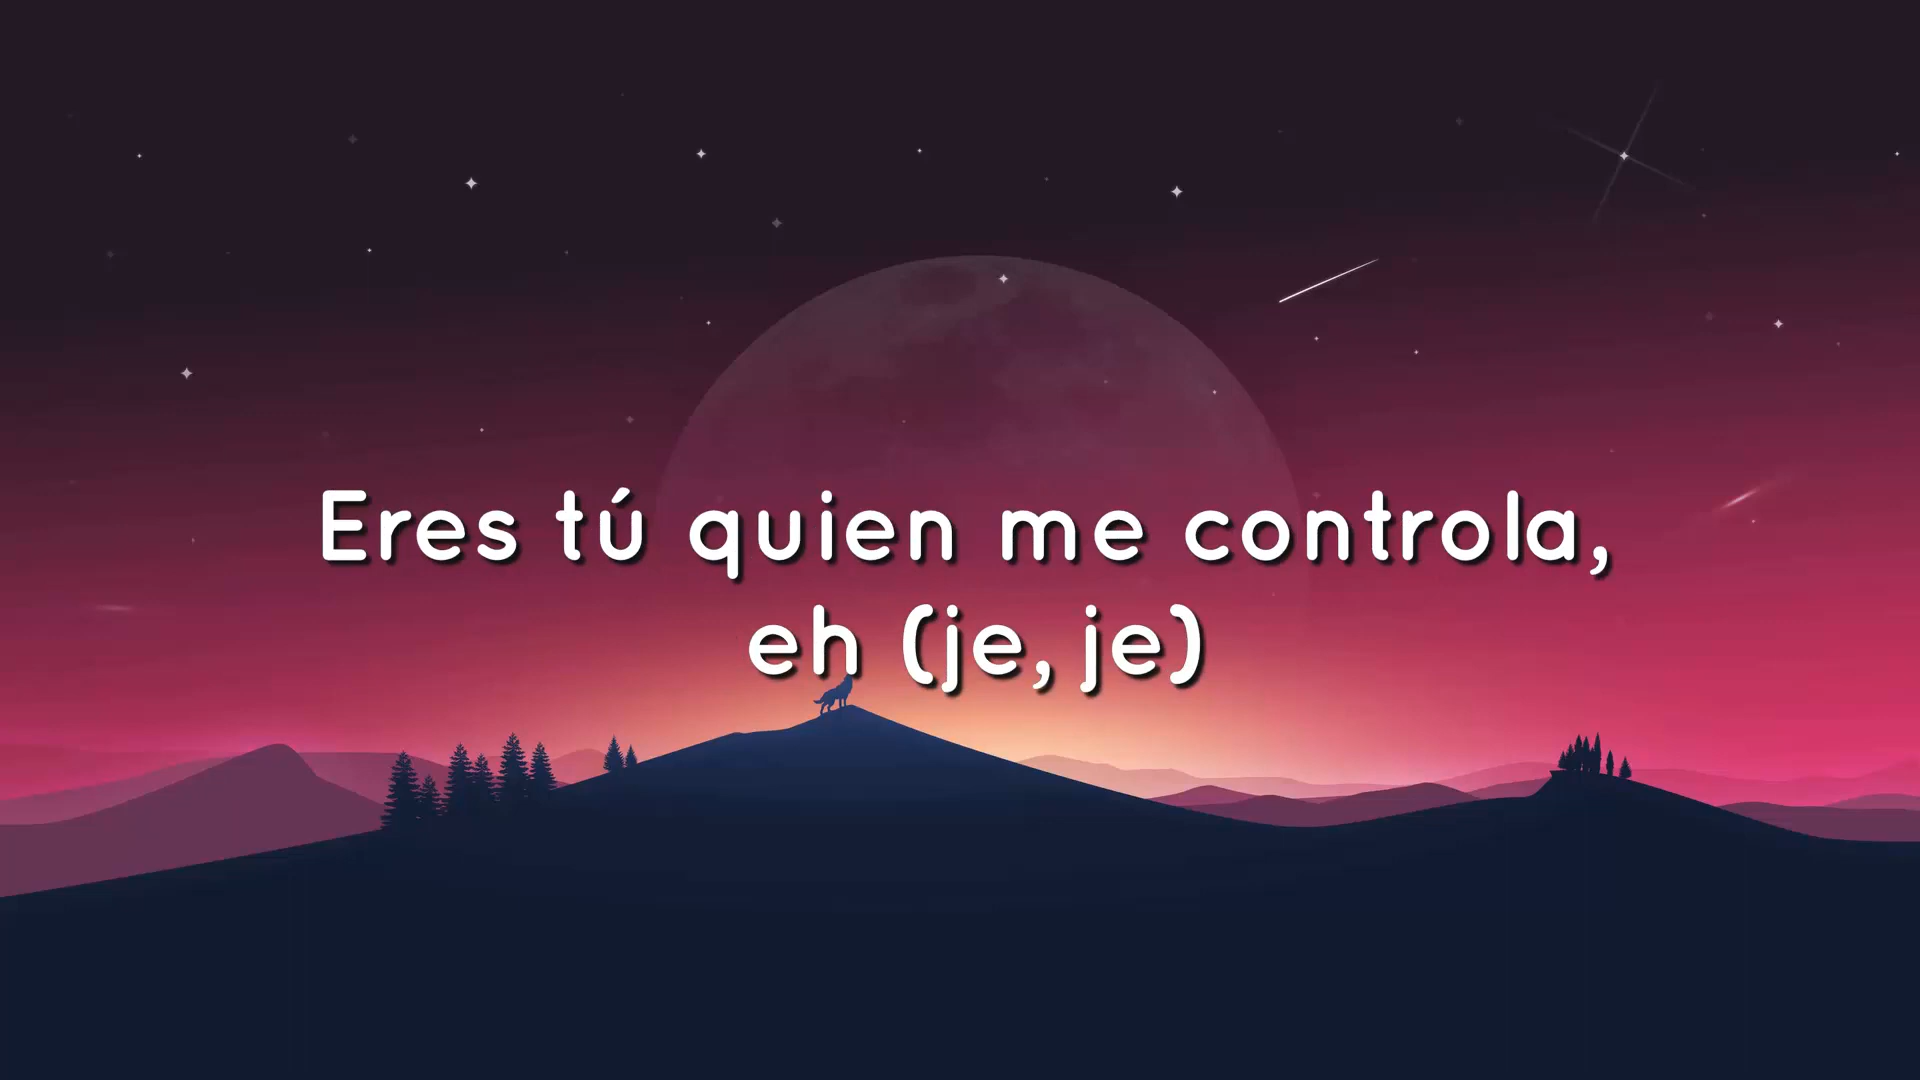 Eres tú quien me controla,
eh (je, je)